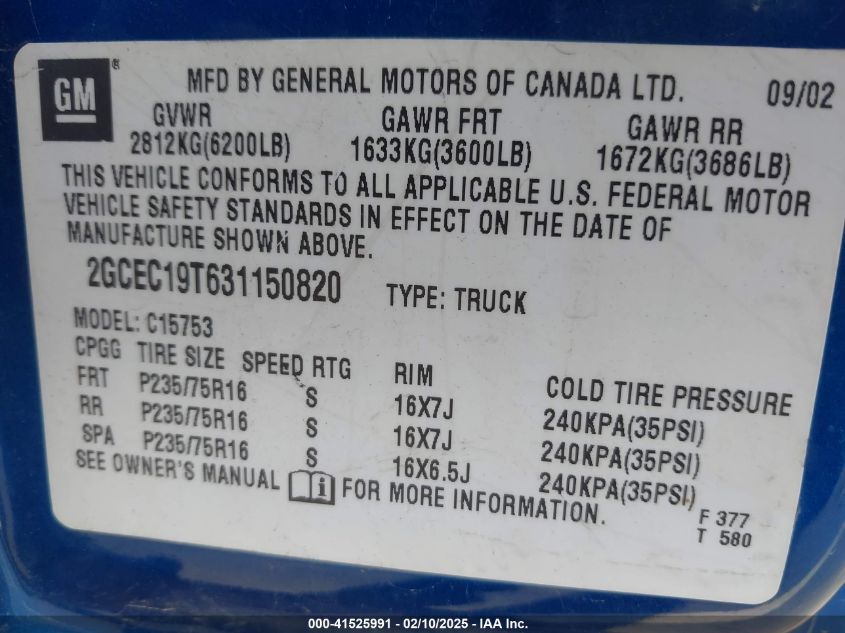 GM ®
MFD BY GENERAL MOTORS OF CANADA LTD. 09/02
GVWR GAWR FRT GAWR RR
2812KG(6200LB) 1633KG(3600LB) 1672KG(3686LB)
THIS VEHICLE CONFORMS TO ALL APPLICABLE U.S. FEDERAL MOTOR
VEHICLE SAFETY STANDARDS IN EFFECT ON THE DATE OF
MANUFACTURE SHOWN ABOVE.
2GCEC19T631150820 TYPE: TRUCK
MODEL: C15753
CPGG TIRE SIZE SPEED RTG RIM COLD TIRE PRESSURE
FRT P235/75R16 S 16X7J 240KPA(35PSI)
RR P235/75R16 S 16X7J 240KPA(35PSI)
SPA P235/75R16 S 16X6.5J 240KPA(35PSI)
SEE OWNER'S MANUAL i FOR MORE INFORMATION.
F 377
T 580
000-41525991 - 02/10/2025 - IAA Inc.